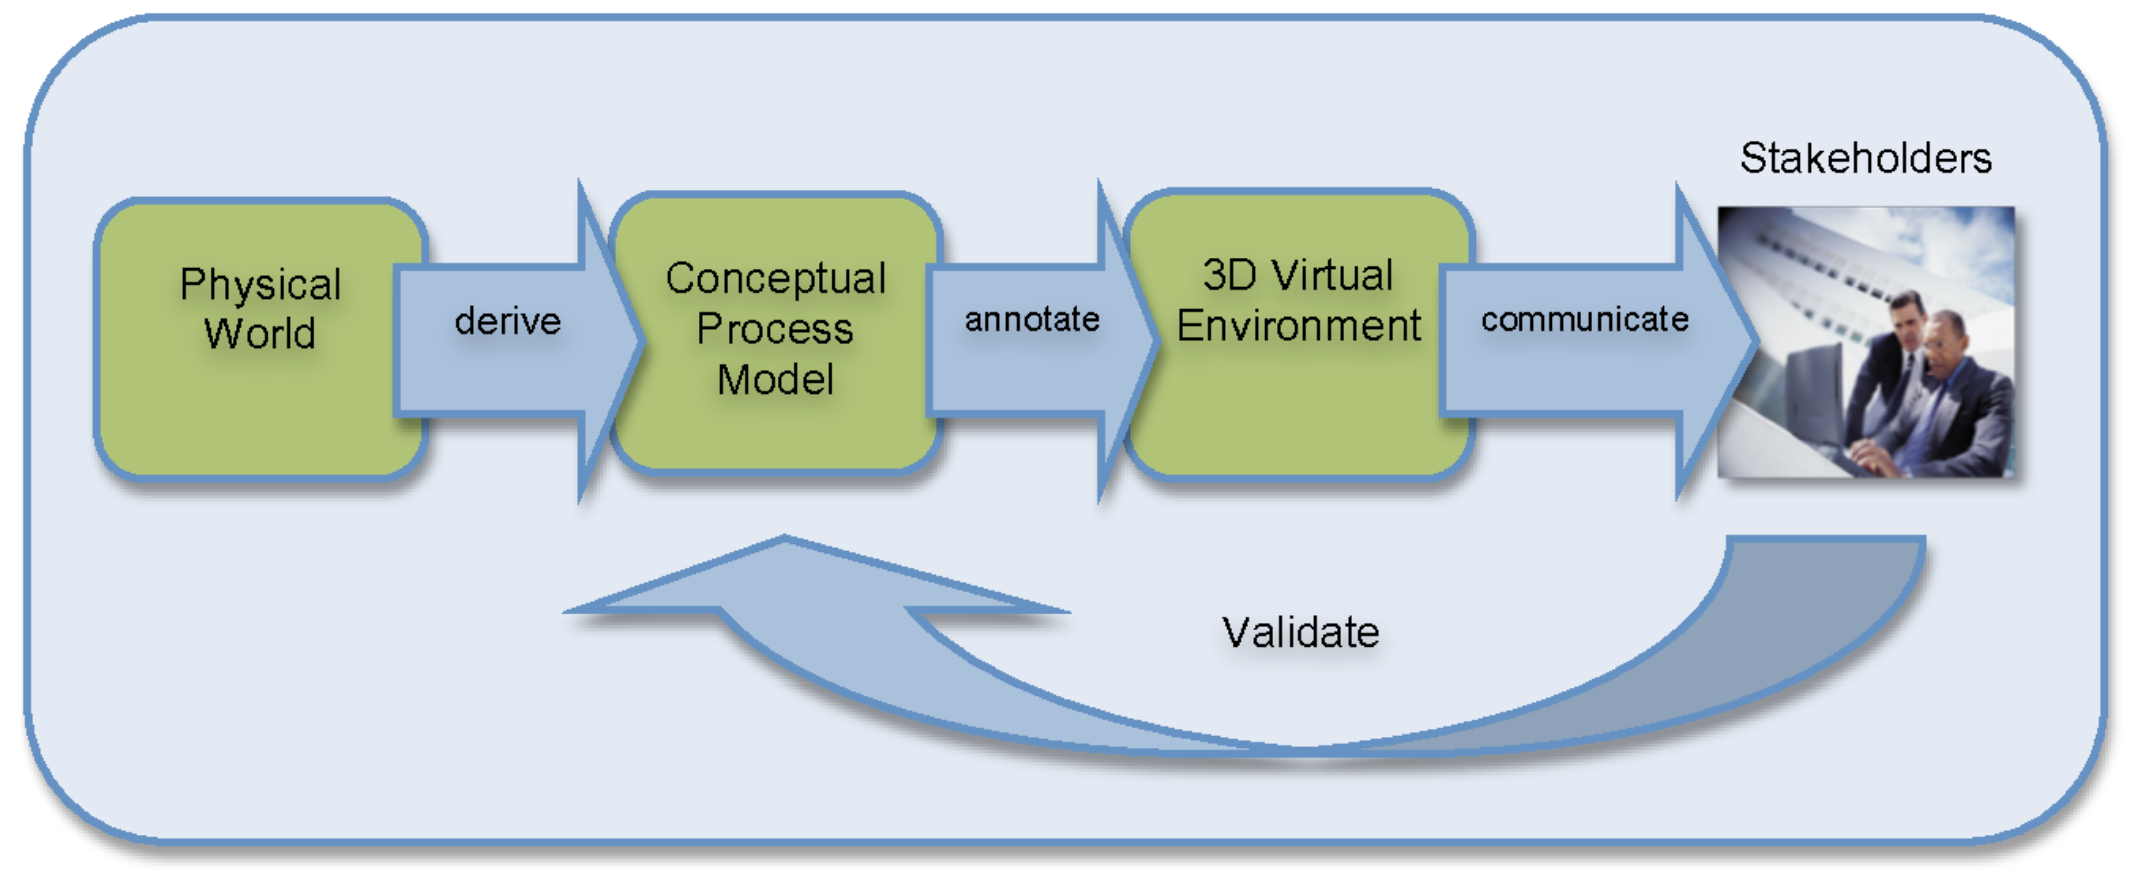 Stakeholders
Physical
World
derive
Conceptual
Process
Model
annotate
3D Virtual
Environment
communicate
Validate